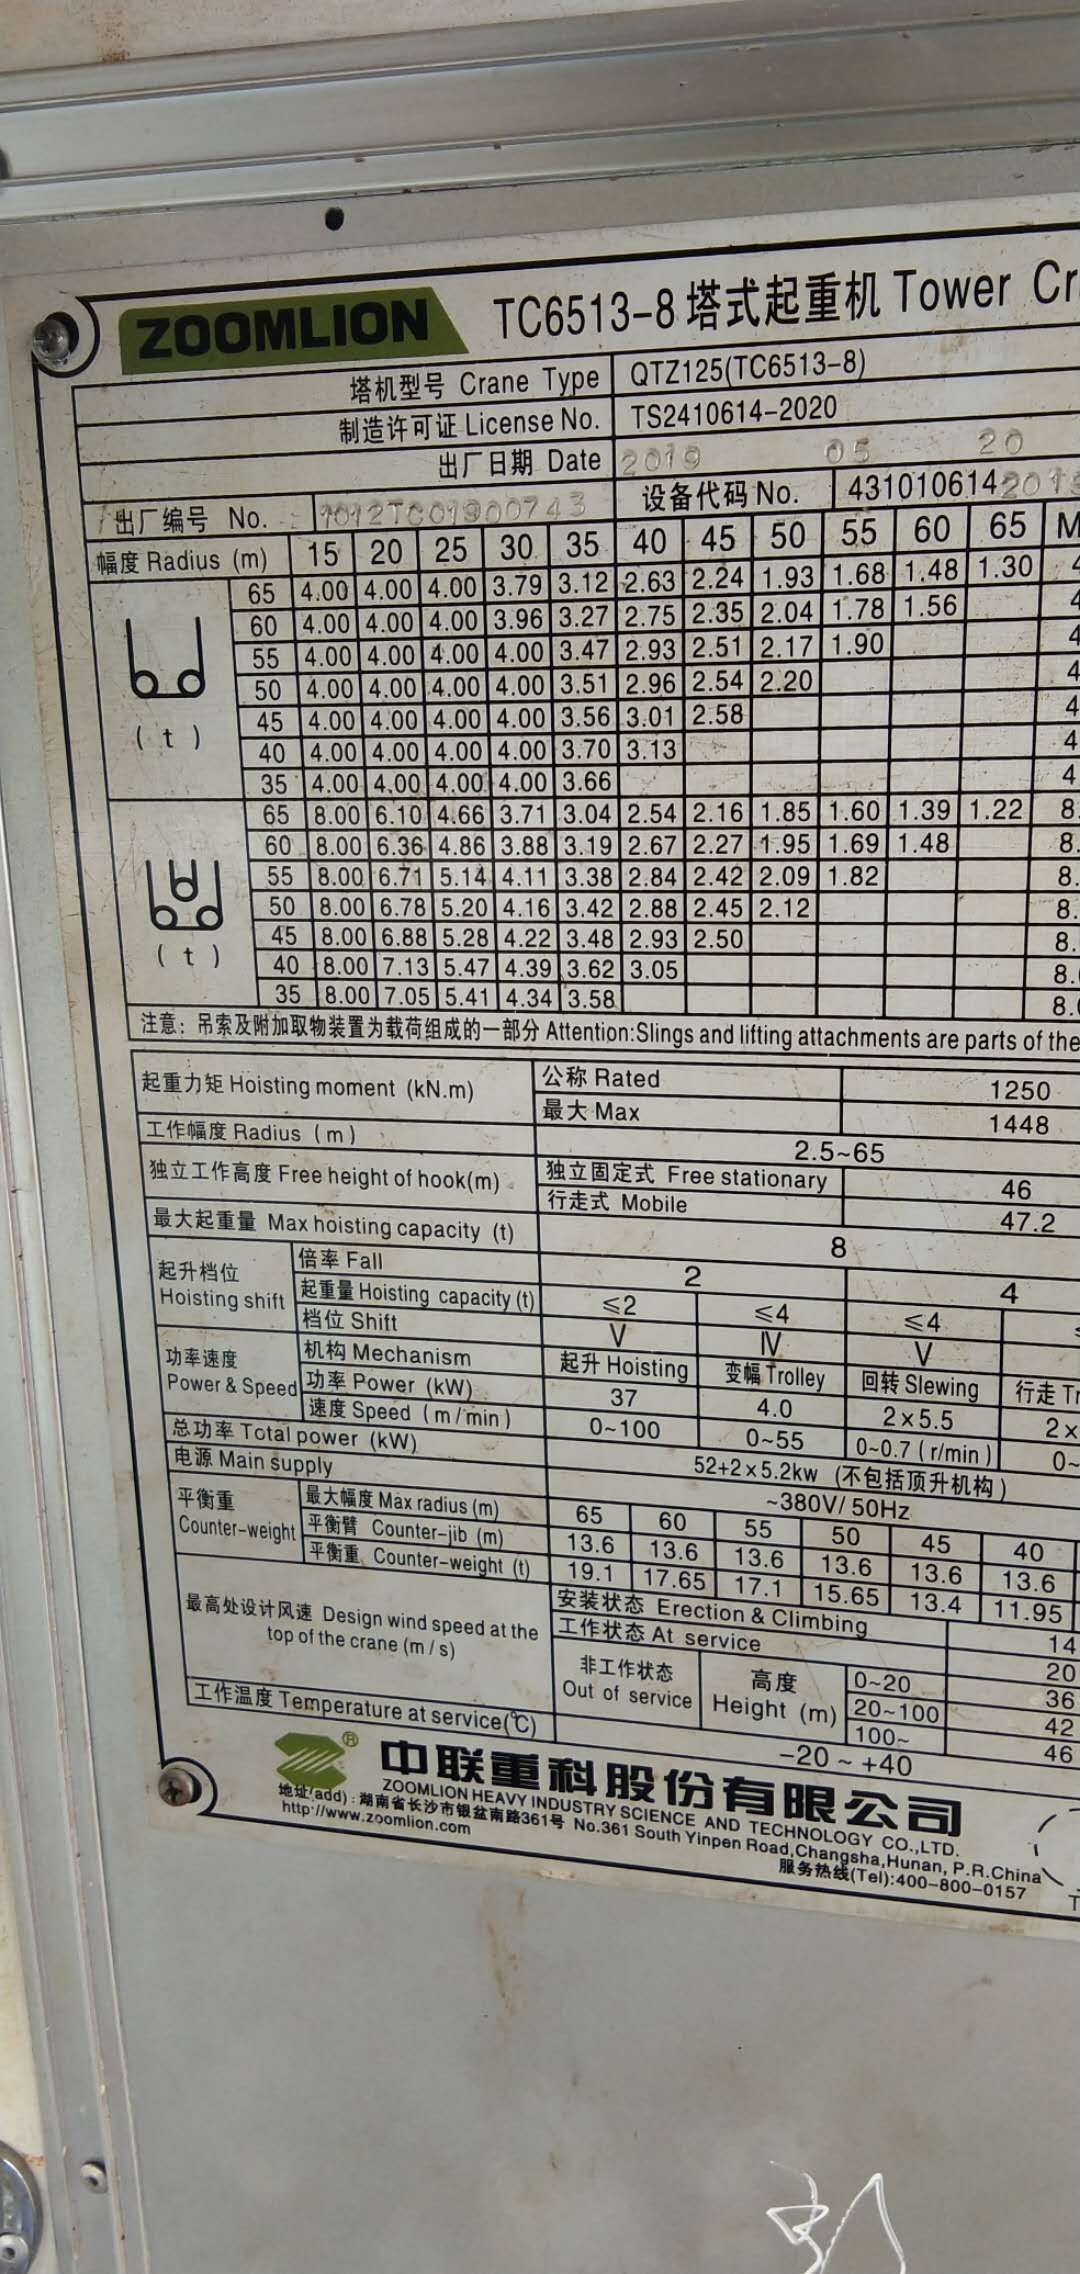 ZOOMLION TC6513-8 塔式起重机 Tower
塔机型号 Crane Type QTZ125(TC6513-8)
制造许可证 License No. TS2410614-2020
出厂日期 Date 2019 05 20
出厂编号 No. 1012TC01900743 设备代码 No. 431010614
幅度 Radius (m) 15 20 25 30 35 40 45 50 55 60 65
65 4.00 4.00 4.00 3.79 3.12 2.63 2.24 1.93 1.68 1.48 1.30
60 4.00 4.00 4.00 3.96 3.27 2.75 2.35 2.04 1.78 1.56
55 4.00 4.00 4.00 4.00 3.47 2.93 2.51 2.17 1.90
50 4.00 4.00 4.00 4.00 3.51 2.96 2.54 2.20
(t) 45 4.00 4.00 4.00 4.00 3.56 3.01 2.58
40 4.00 4.00 4.00 4.00 3.70 3.13
35 4.00 4.00 4.00 4.00 3.66
65 8.00 6.10 4.66 3.71 3.04 2.54 2.16 1.85 1.60 1.39 1.22
60 8.00 6.36 4.86 3.88 3.19 2.67 2.27 1.95 1.69 1.48
55 8.00 6.71 5.14 4.11 3.38 2.84 2.42 2.09 1.82
50 8.00 6.78 5.20 4.16 3.42 2.88 2.45 2.12
(t) 45 8.00 6.88 5.28 4.22 3.48 2.93 2.50
40 8.00 7.13 5.47 4.39 3.62 3.05
35 8.00 7.05 5.41 4.34 3.58
注意: 吊索及附加取物装置为载荷组成的一部分 Attention:Slings and lifting attachments are parts of the
起重力矩 Hoisting moment (kN.m) 公称 Rated 1250
最大 Max 1448
工作幅度 Radius (m) 2.5~65
独立工作高度 Free height of hook(m) 独立固定式 Free stationary 46
行走式 Mobile 47.2
最大起重量 Max hoisting capacity (t) 8
起升档位 Hoisting shift 倍率 Fall 2 4
起重量 Hoisting capacity (t) ≤2 ≤4 ≤4
档位 Shift Ⅴ Ⅳ Ⅴ
功率速度 Power & Speed 机构 Mechanism 起升 Hoisting 变幅 Trolley 回转 Slewing 行走
功率 Power (kW) 37 4.0 2×5.5
速度 Speed (m/min) 0~100 0~55 0~0.7 (r/min)
总功率 Total power (kW) 52+2×5.2kw (不包括顶升机构)
电源 Main supply ~380V/ 50Hz
平衡重 Counter-weight 最大幅度 Max radius (m) 65 60 55 50 45 40
平衡臂 Counter-jib (m) 13.6 13.6 13.6 13.6 13.6 13.6
平衡重 Counter-weight (t) 19.1 17.65 17.1 15.65 13.4 11.95
最高处设计风速 Design wind speed at the top of the crane (m/s) 安装状态 Erection & Climbing 14
工作状态 At service 20
非工作状态 Out of service 高度 Height (m) 0~20 36
20~100 42
100~ 46
工作温度 Temperature at service(℃) -20 ~ +40
® 中联重科股份有限公司
ZOOMLION HEAVY INDUSTRY SCIENCE AND TECHNOLOGY CO.,LTD.
地址(add) : 湖南省长沙市银盆南路361号 No.361 South Yinpen Road,Changsha,Hunan, P.R.China
http://www.zoomlion.com 服务热线(Tel):400-800-0157